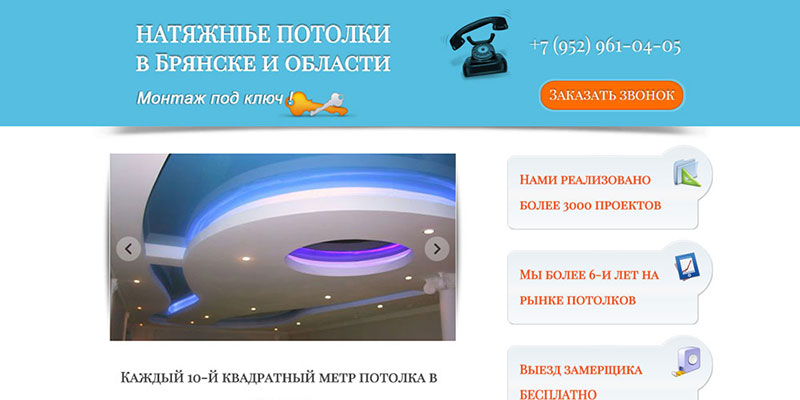 НАТЯЖНЫЕ ПОТОЛКИ
В БРЯНСКЕ И ОБЛАСТИ
Монтаж под ключ !
+7 (952) 961-04-05
ЗАКАЗАТЬ ЗВОНОК
НАМИ РЕАЛИЗОВАНО
БОЛЕЕ 3000 ПРОЕКТОВ
МЫ БОЛЕЕ 6-И ЛЕТ НА
РЫНКЕ ПОТОЛКОВ
ВЫЕЗД ЗАМЕРЩИКА
БЕСПЛАТНО
КАЖДЫЙ 10-Й КВАДРАТНЫЙ МЕТР ПОТОЛКА В